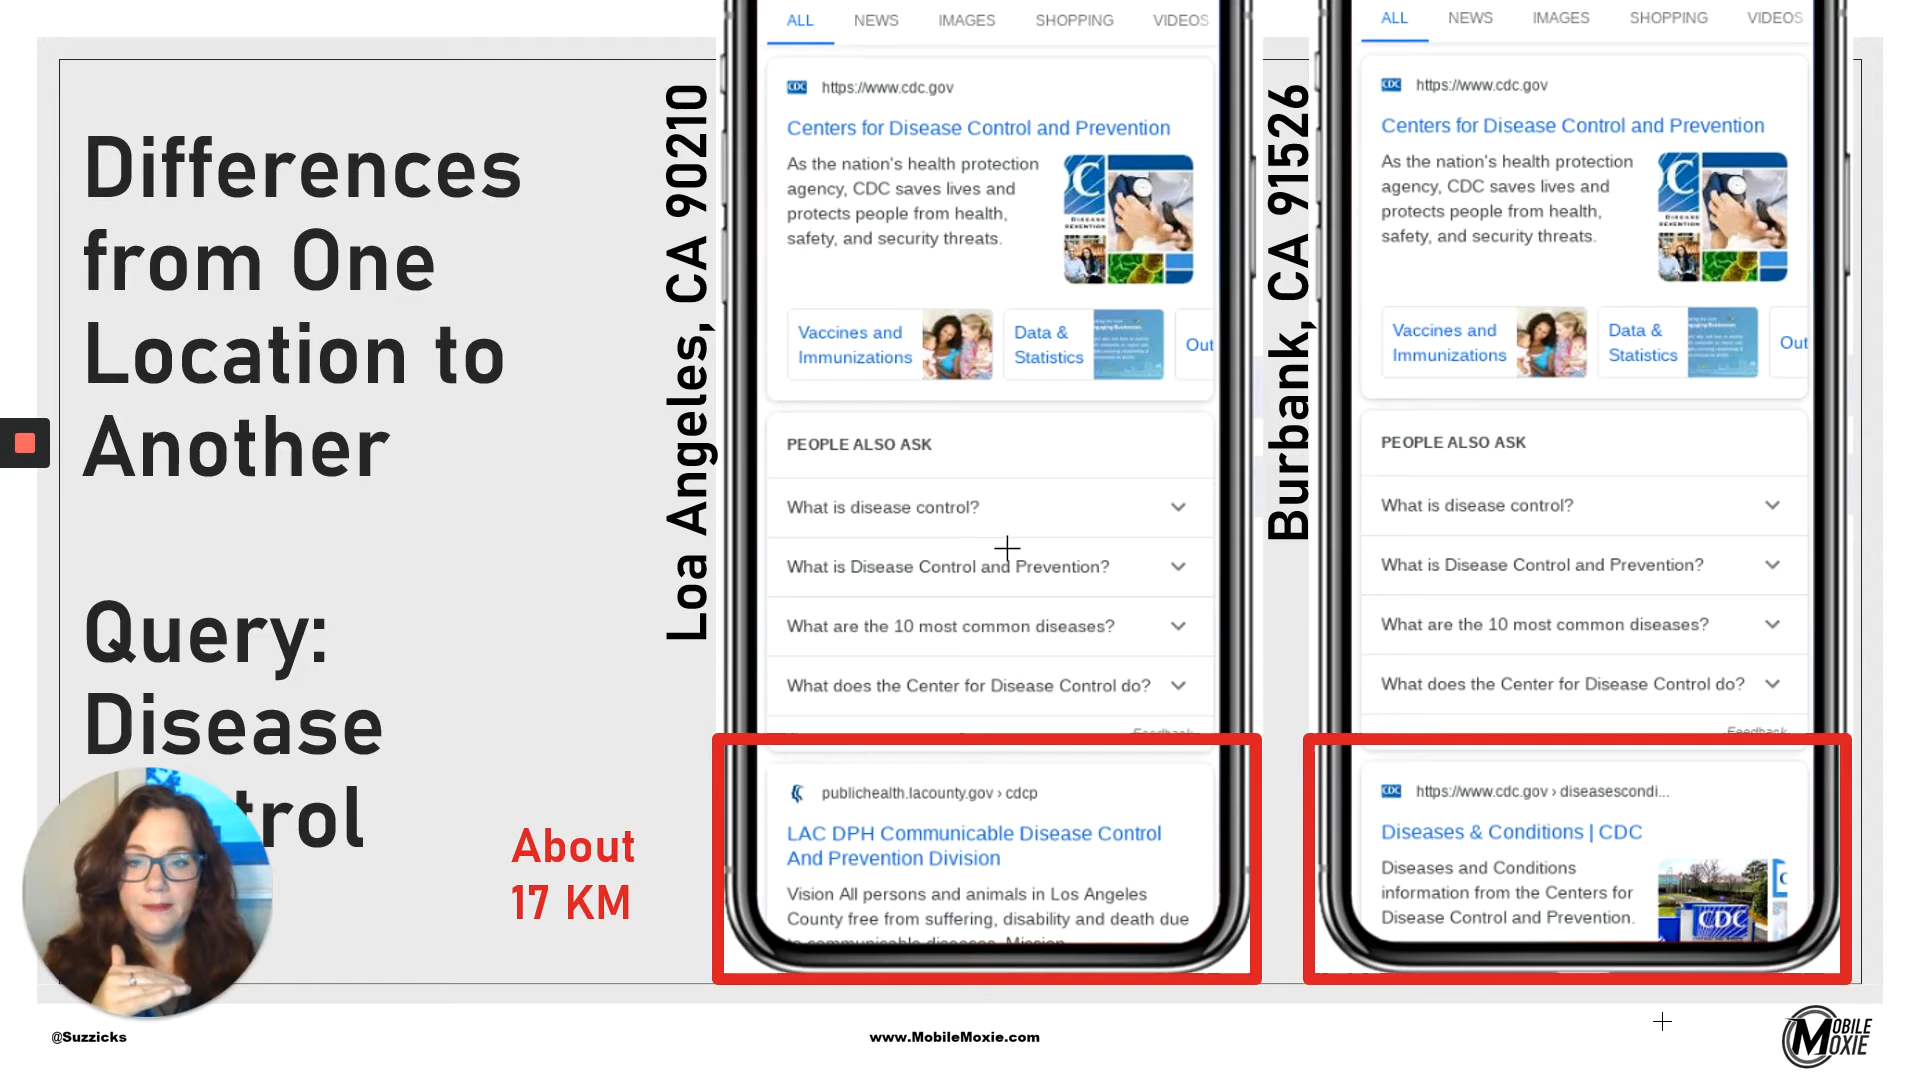 Differences
from One
Location to
Another
Query:
Disease
trol
About
17 KM
Loa Angeles, CA 90210
ALL NEWS IMAGES SHOPPING VIDEOS
CDC https://www.cdc.gov
Centers for Disease Control and Prevention
As the nation's health protection
agency, CDC saves lives and
protects people from health,
safety, and security threats.
Vaccines and
Immunizations
Data &
Statistics
Out
PEOPLE ALSO ASK
What is disease control?
What is Disease Control and Prevention?
What are the 10 most common diseases?
What does the Center for Disease Control do?
Feedback
publichealth.lacounty.gov › cdcp
LAC DPH Communicable Disease Control
And Prevention Division
Vision All persons and animals in Los Angeles
County free from suffering, disability and death due
to communicable diseases. Mission
Burbank, CA 91526
ALL NEWS IMAGES SHOPPING VIDEOS
CDC https://www.cdc.gov
Centers for Disease Control and Prevention
As the nation's health protection
agency, CDC saves lives and
protects people from health,
safety, and security threats.
Vaccines and
Immunizations
Data &
Statistics
Out
PEOPLE ALSO ASK
What is disease control?
What is Disease Control and Prevention?
What are the 10 most common diseases?
What does the Center for Disease Control do?
Feedback
CDC https://www.cdc.gov › diseasescondi...
Diseases & Conditions | CDC
Diseases and Conditions
information from the Centers for
Disease Control and Prevention.
CDC
@Suzzicks
www.MobileMoxie.com
MOBILE
MOXIE